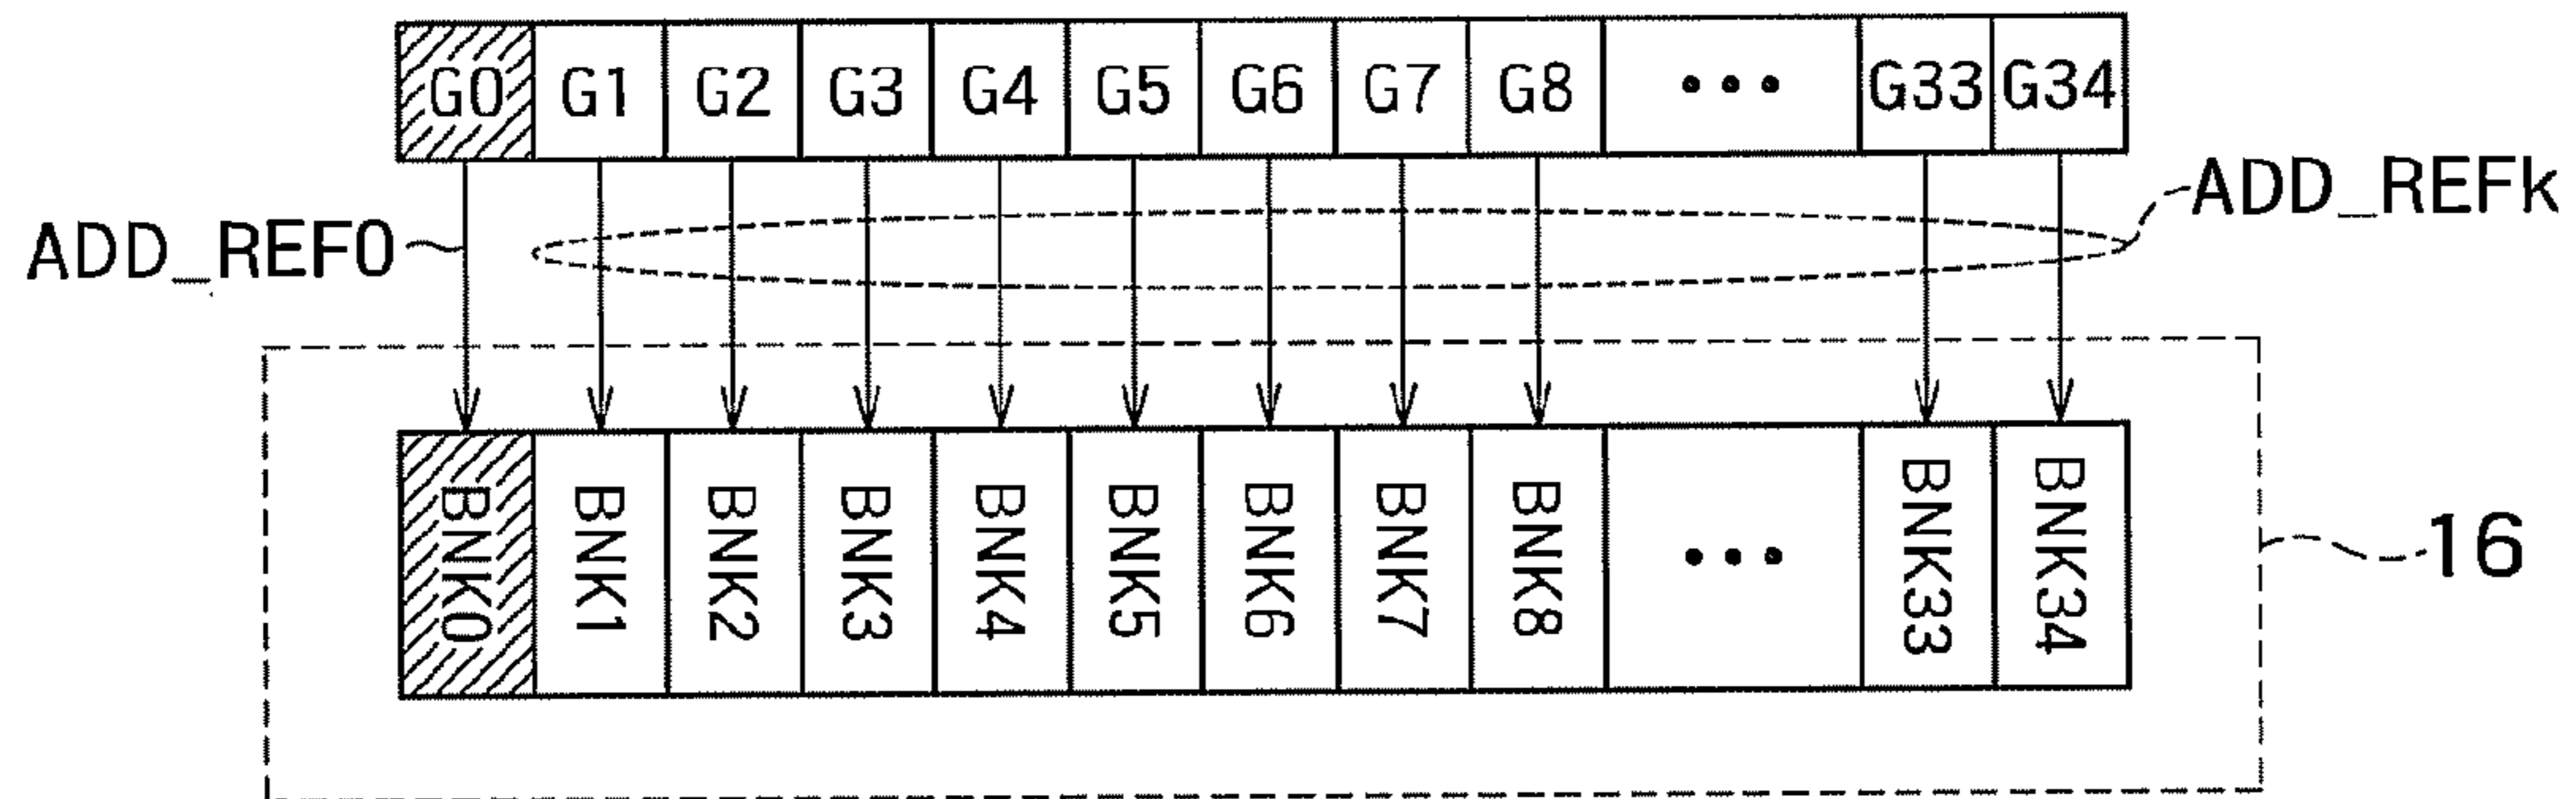 G0 G1 G2 G3 G4 G5 G6 G7 G8 ••• G33 G34
ADD_REFk
ADD_REF0
BNK0 BNK1 BNK2 BNK3 BNK4 BNK5 BNK6 BNK7 BNK8 ••• BNK33 BNK34
16